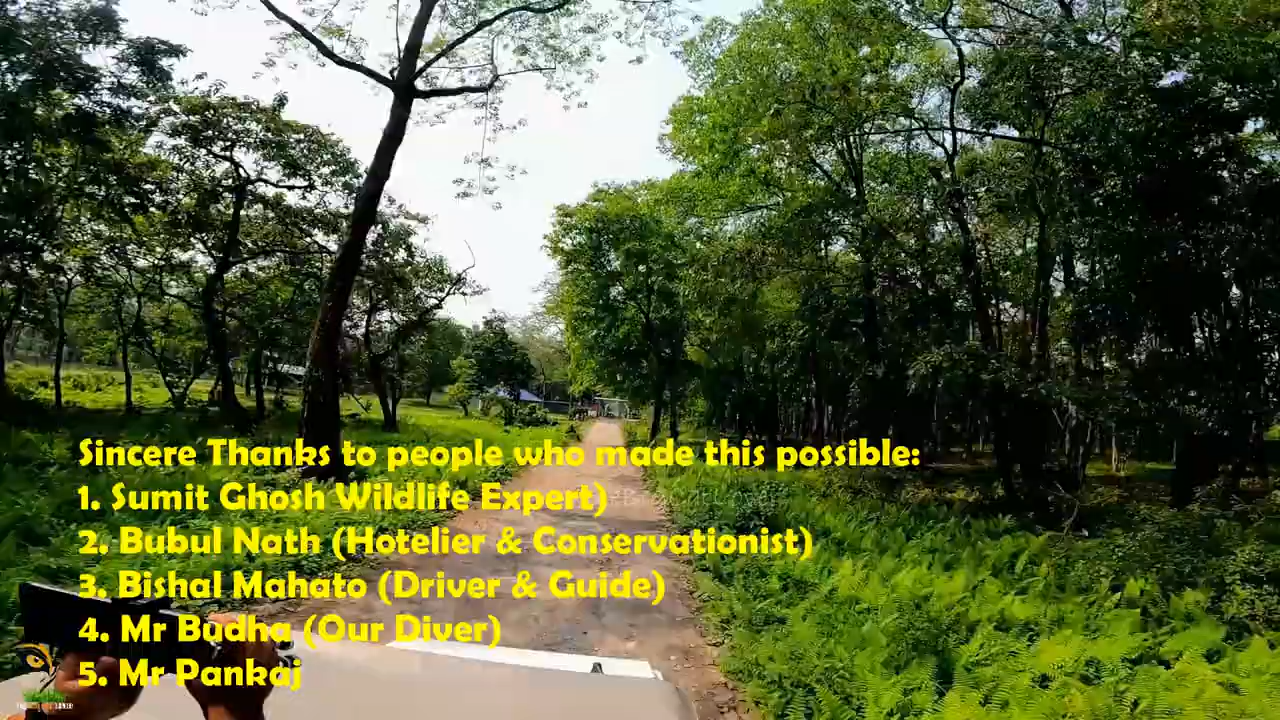 Sincere Thanks to people who made this possible:
1. Sumit Ghosh Wildlife Expert)
2. Bubul Nath (Hotelier & Conservationist)
3. Bishal Mahato (Driver & Guide)
4. Mr Budha (Our Diver)
5. Mr Pankaj